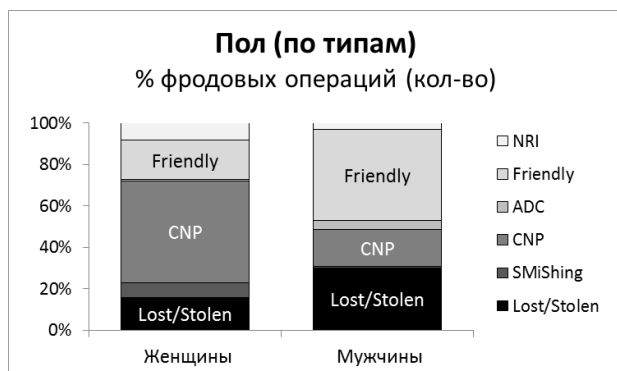 Пол (по типам)
% фродовых операций (кол-во)
100%
80%
60%
40%
20%
0%
Friendly
CNP
Lost/Stolen
Friendly
CNP
Lost/Stolen
Женщины
Мужчины
NRI
Friendly
ADC
CNP
SMiShing
Lost/Stolen